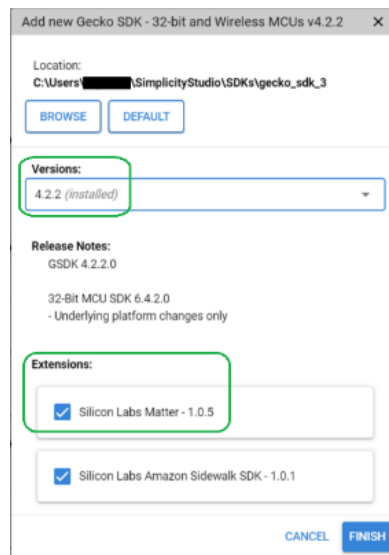 Add new Gecko SDK - 32-bit and Wireless MCUs v4.2.2
Location:
C:\Users\ \SimplicityStudio\SDKs\gecko_sdk_3
BROWSE DEFAULT
Versions:
4.2.2 (installed)
Release Notes:
GSDK 4.2.2.0
32-Bit MCU SDK 6.4.2.0
- Underlying platform changes only
Extensions:
Silicon Labs Matter - 1.0.5
Silicon Labs Amazon Sidewalk SDK - 1.0.1
CANCEL FINISH